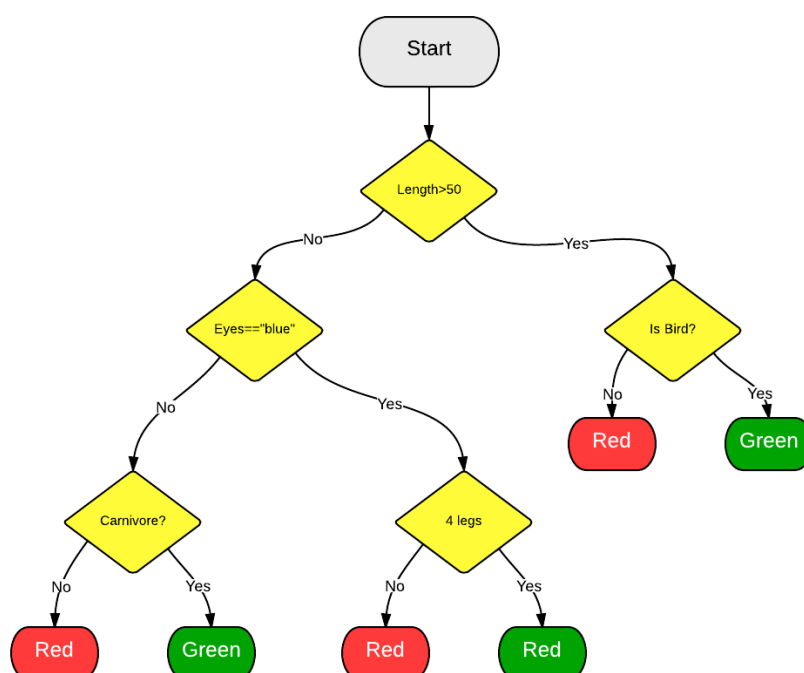 Start
Length>50
No
Yes
Eyes=="blue"
Is Bird?
No
Yes
No
Yes
Red
Green
Carnivore?
4 legs
No
Yes
No
Yes
Red
Green
Red
Red